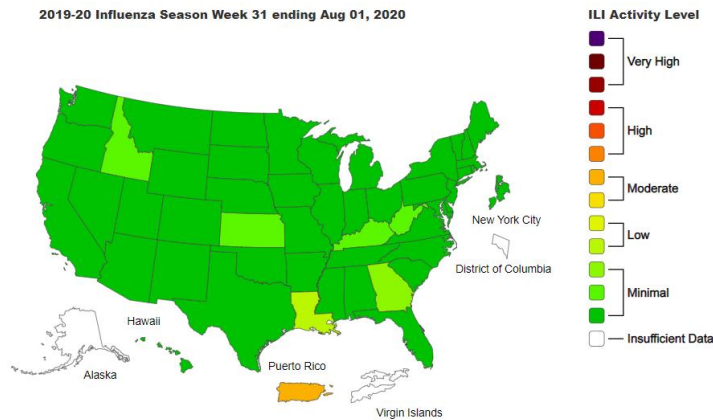 2019-20 Influenza Season Week 31 ending Aug 01, 2020
ILI Activity Level
Very High
High
Moderate
Low
Minimal
Insufficient Data
New York City
District of Columbia
Hawaii
Alaska
Puerto Rico
Virgin Islands